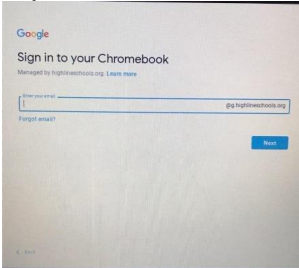 Google
Sign in to your Chromebook
Managed by highlineschools.org. Learn more
Enter your email
@g.highlineschools.org
Forgot email?
Next
Back